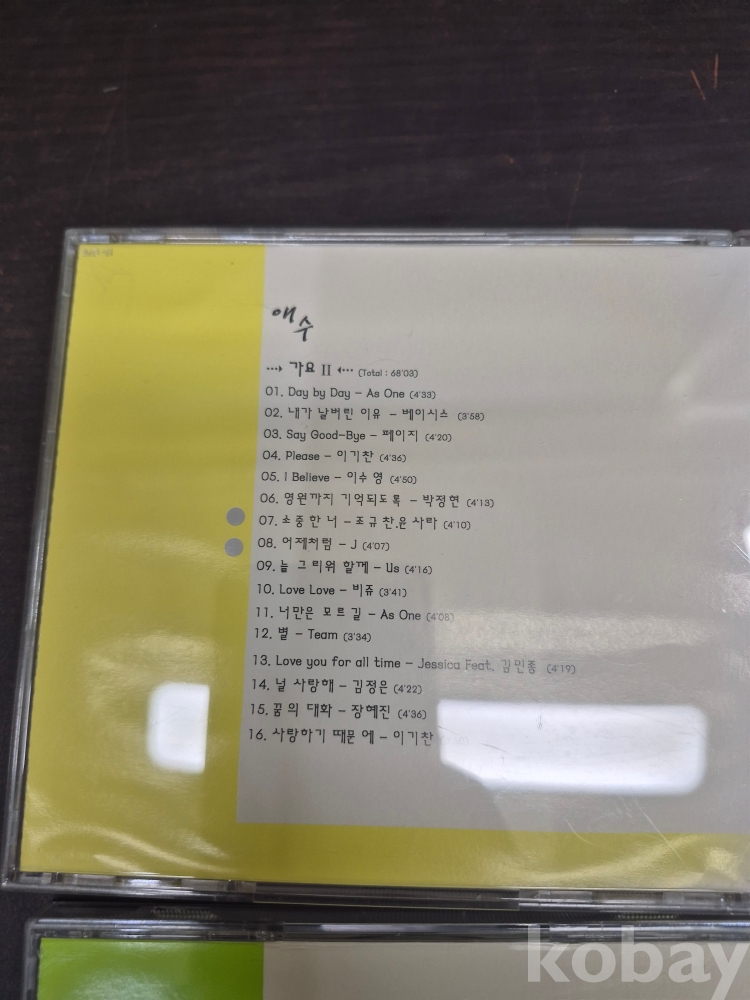 애수
가요 II (Total : 68'03)
01. Day by Day - As One (4'33)
02. 내가 날버린 이유 - 베이시스 (3'58)
03. Say Good-Bye - 페이지 (4'20)
04. Please - 이기찬 (4'36)
05. I Believe - 이수영 (4'50)
06. 영원까지 기억되도록 - 박정현 (4'13)
07. 소중한 너 - 조규찬.윤사라 (4'10)
08. 어제처럼 - J (4'07)
09. 늘 그리워 할께 - Us (4'16)
10. Love Love - 비쥬 (3'41)
11. 너만은 모르길 - As One (4'08)
12. 별 - Team (3'34)
13. Love you for all time - Jessica Feat. 김민종 (4'19)
14. 널 사랑해 - 김정은 (4'22)
15. 꿈의 대화 - 장혜진 (4'36)
16. 사랑하기 때문에 - 이기찬
kobay